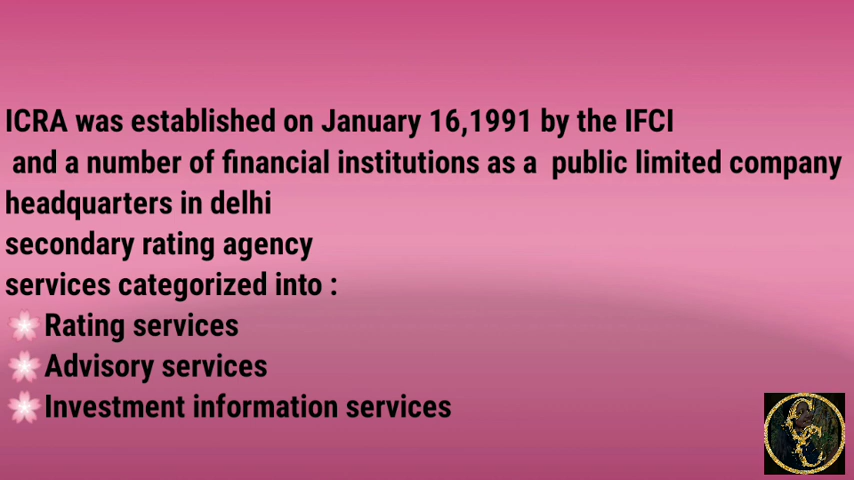 ICRA was established on January 16,1991 by the IFCI
and a number of financial institutions as a public limited company
headquarters in delhi
secondary rating agency
services categorized into :
🌸Rating services
🌸Advisory services
🌸Investment information services